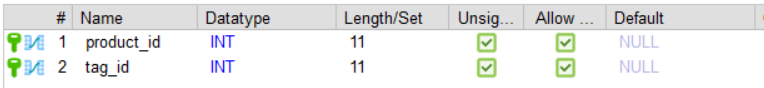 # Name Datatype Length/Set Unsig... Allow ... Default
1 product_id INT 11 NULL
2 tag_id INT 11 NULL